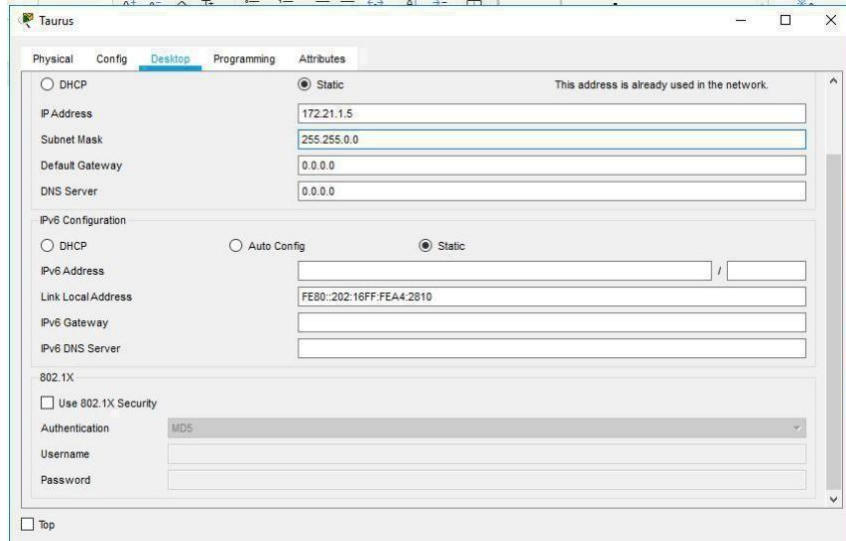 Taurus
Physical Config Desktop Programming Attributes
DHCP Static This address is already used in the network.
IP Address 172.21.1.5
Subnet Mask 255.255.0.0
Default Gateway 0.0.0.0
DNS Server 0.0.0.0
IPv6 Configuration
DHCP Auto Config Static
IPv6 Address /
Link Local Address FE80::202:16FF:FEA4:2810
IPv6 Gateway
IPv6 DNS Server
802.1X
Use 802.1X Security
Authentication MD5
Username
Password
Top